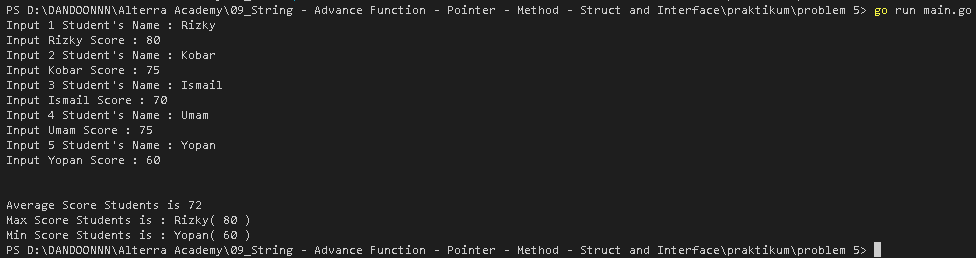 PS D:\DANDOONNN\Alterra Academy\09_String - Advance Function - Pointer - Method - Struct and Interface\praktikum\problem 5> go run main.go
Input 1 Student's Name : Rizky
Input Rizky Score : 80
Input 2 Student's Name : Kobar
Input Kobar Score : 75
Input 3 Student's Name : Ismail
Input Ismail Score : 70
Input 4 Student's Name : Umam
Input Umam Score : 75
Input 5 Student's Name : Yopan
Input Yopan Score : 60
Average Score Students is 72
Max Score Students is : Rizky( 80 )
Min Score Students is : Yopan( 60 )
PS D:\DANDOONNN\Alterra Academy\09_String - Advance Function - Pointer - Method - Struct and Interface\praktikum\problem 5>